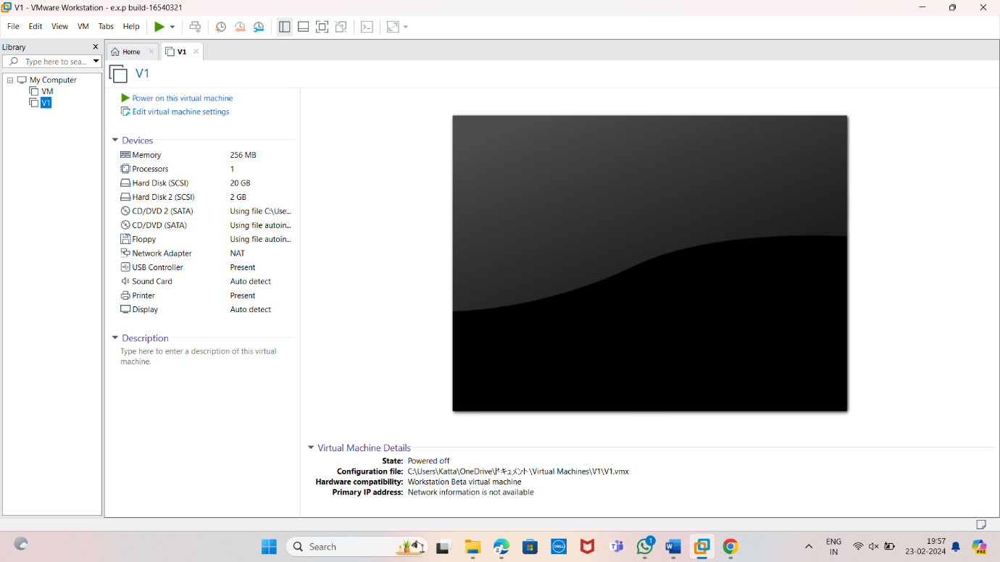 V1 - VMware Workstation - e.x.p build-16540321
File Edit View VM Tabs Help
Library
Type here to sea...
My Computer
VM
V1
Home
V1
V1
Power on this virtual machine
Edit virtual machine settings
Devices
Memory 256 MB
Processors 1
Hard Disk (SCSI) 20 GB
Hard Disk 2 (SCSI) 2 GB
CD/DVD 2 (SATA) Using file C:\Use...
CD/DVD (SATA) Using file autoin...
Floppy Using file autoin...
Network Adapter NAT
USB Controller Present
Sound Card Auto detect
Printer Present
Display Auto detect
Description
Type here to enter a description of this virtual
machine.
Virtual Machine Details
State: Powered off
Configuration file: C:\Users\Katta\OneDrive\ドキュメント\Virtual Machines\V1\V1.vmx
Hardware compatibility: Workstation Beta virtual machine
Primary IP address: Network information is not available
Search
DELL
1
W
ENG
IN
19:57
23-02-2024
PRE